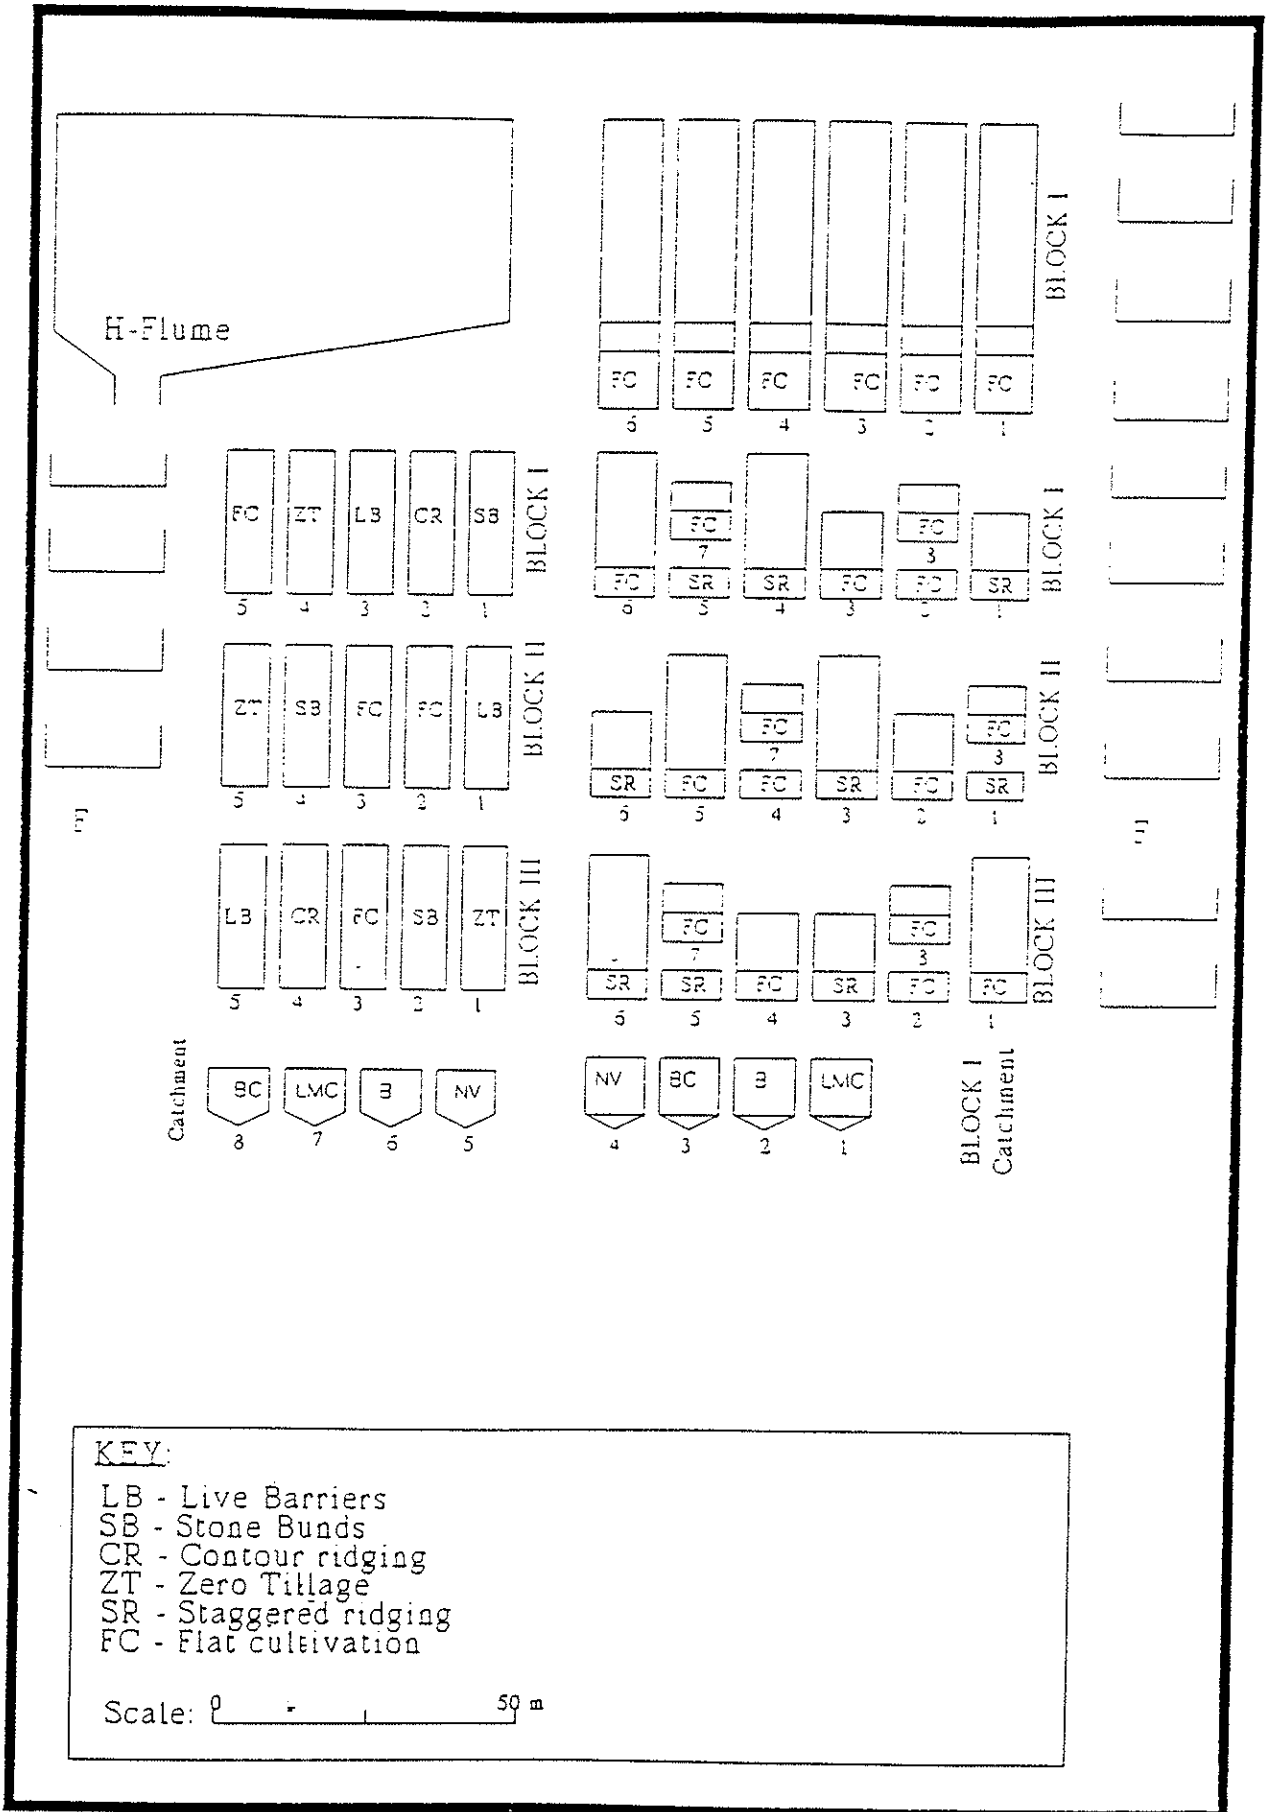 H-Flume
FC FC FC FC FC FC
6 5 4 3 2 1
BLOCK I
FC ZT LB CR SB
5 4 3 2 1
BLOCK I
FC FC
7 8
FC SR SR FC FC SR
6 5 4 3 2 1
BLOCK I
ZT SB FC FC LB
5 4 3 2 1
BLOCK II
FC FC
7 8
SR FC FC SR FC SR
6 5 4 3 2 1
BLOCK II
LB CR FC SB ZT
5 4 3 2 1
BLOCK III
FC FC
7 8
SR SR FC SR FC FC
6 5 4 3 2 1
BLOCK III
Catchment
BC LMC B NV
8 7 6 5
NV BC B LMC
4 3 2 1
BLOCK I
Catchment
KEY:
LB - Live Barriers
SB - Stone Bunds
CR - Contour ridging
ZT - Zero Tillage
SR - Staggered ridging
FC - Flat cultivation
Scale: 0 50 m